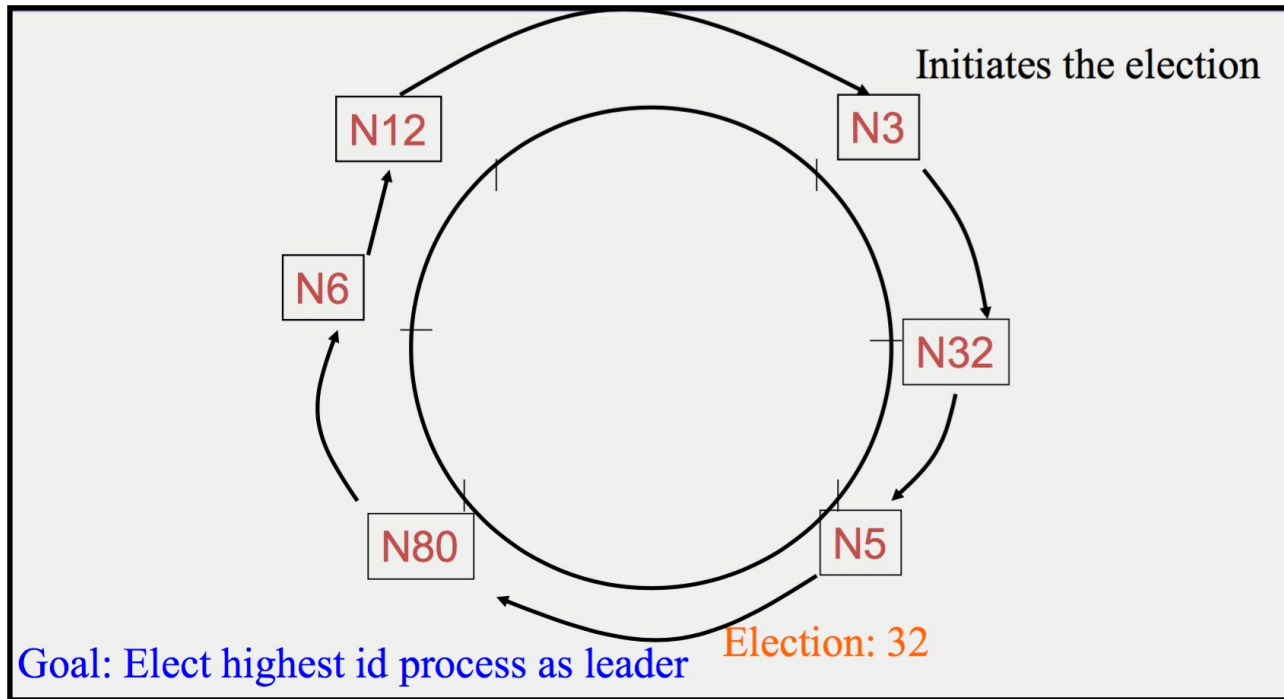 Initiates the election
N12
N3
N6
N32
N80
N5
Election: 32
Goal: Elect highest id process as leader